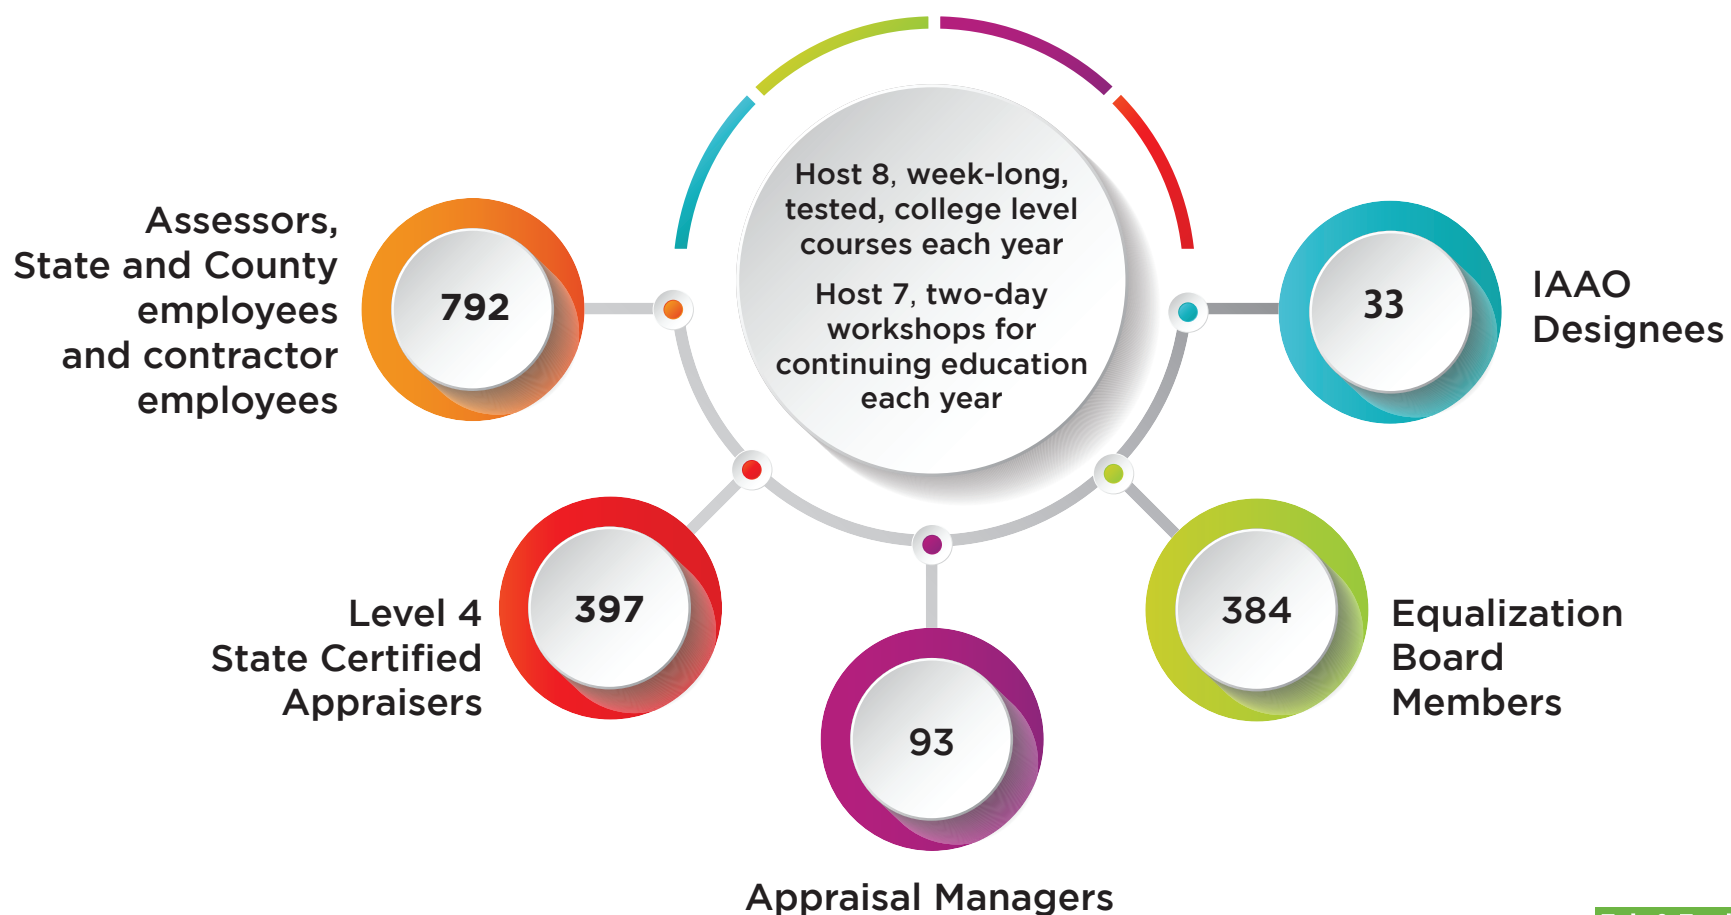 Host 8, week-long,
tested, college level
courses each year
Host 7, two-day
workshops for
continuing education
each year
Assessors,
State and County
employees
and contractor
employees
792
33
IAAO
Designees
Level 4
State Certified
Appraisers
397
93
Appraisal Managers
384
Equalization
Board
Members